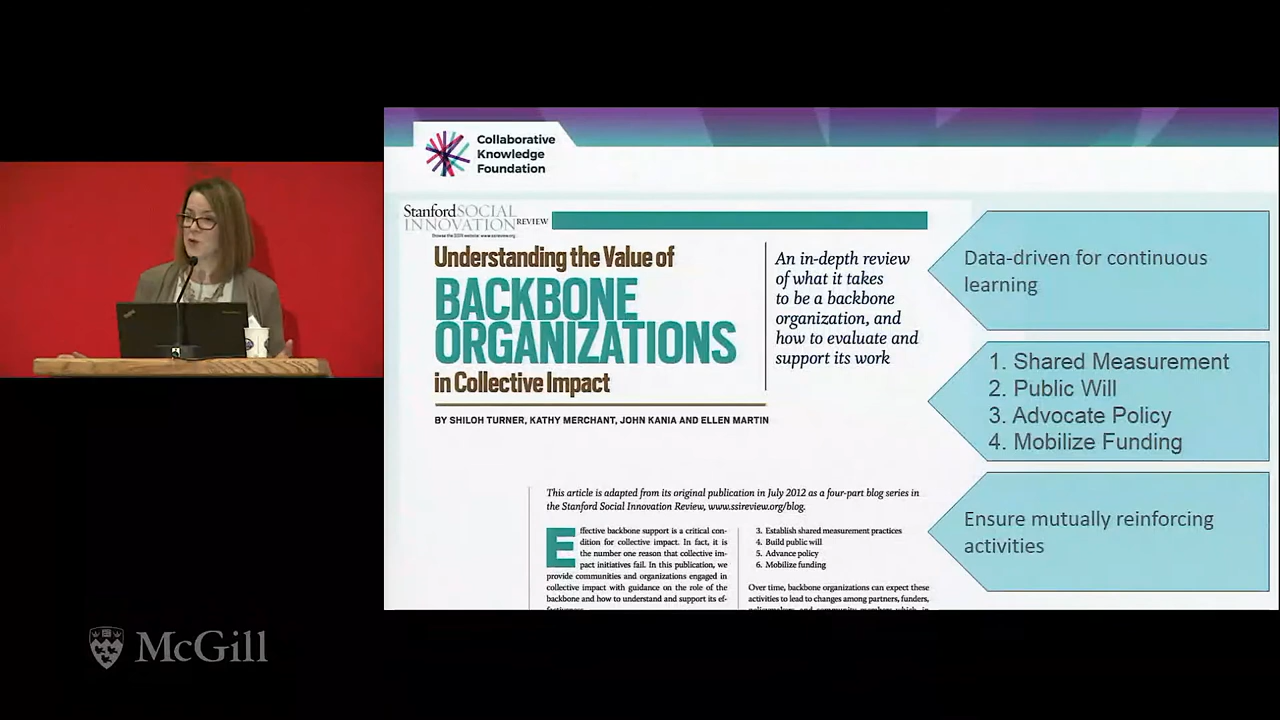 Collaborative
Knowledge
Foundation
StanfordSOCIAL
INNOVATION REVIEW
Understanding the Value of
BACKBONE
ORGANIZATIONS
in Collective Impact
An in-depth review
of what it takes
to be a backbone
organization, and
how to evaluate and
support its work
BY SHILOH TURNER, KATHY MERCHANT, JOHN KANIA AND ELLEN MARTIN
This article is adapted from its original publication in July 2012 as a four-part blog series in
the Stanford Social Innovation Review, www.ssireview.org/blog.
Effective backbone support is a critical con-
dition for collective impact. In fact, it is
the number one reason that collective im-
pact initiatives fail. In this publication, we
provide communities and organizations engaged in
collective impact with guidance on the role of the
backbone and how to understand and support its ef-
3. Establish shared measurement practices
4. Build public will
5. Advance policy
6. Mobilize funding
Over time, backbone organizations can expect these
activities to lead to changes among partners, funders,
Data-driven for continuous
learning
1. Shared Measurement
2. Public Will
3. Advocate Policy
4. Mobilize Funding
Ensure mutually reinforcing
activities
McGill